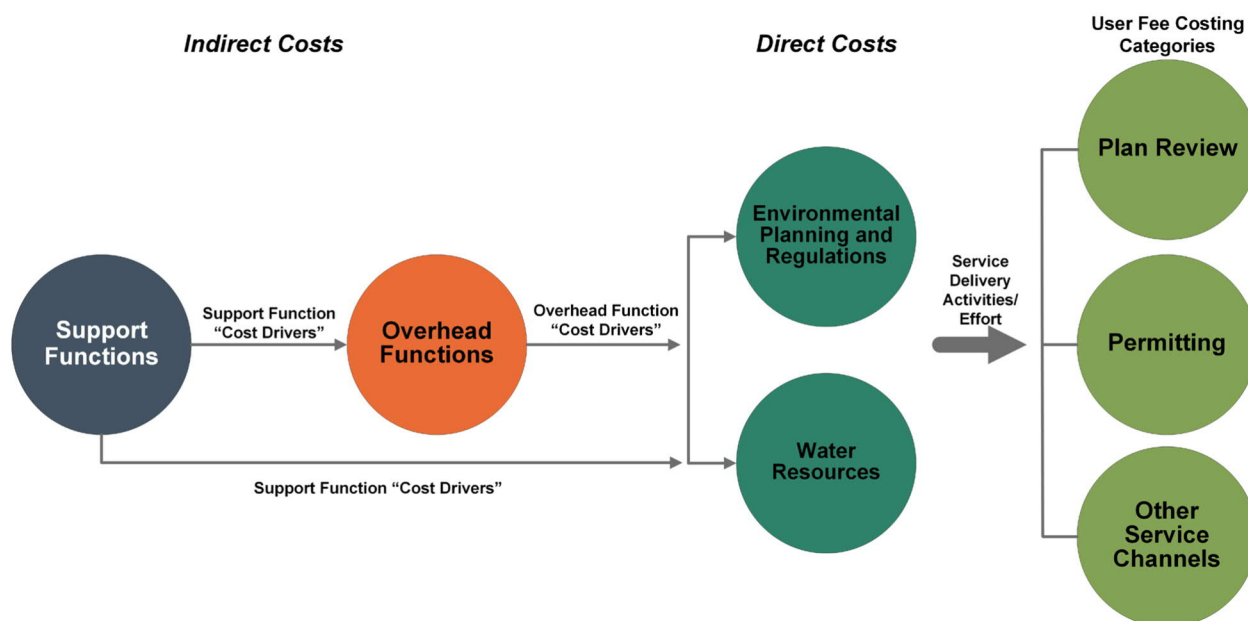 Indirect Costs
Direct Costs
User Fee Costing
Categories
Support
Functions
Support Function
“Cost Drivers”
Overhead
Functions
Overhead Function
“Cost Drivers”
Support Function “Cost Drivers”
Environmental
Planning and
Regulations
Water
Resources
Service
Delivery
Activities/
Effort
Plan Review
Permitting
Other
Service
Channels